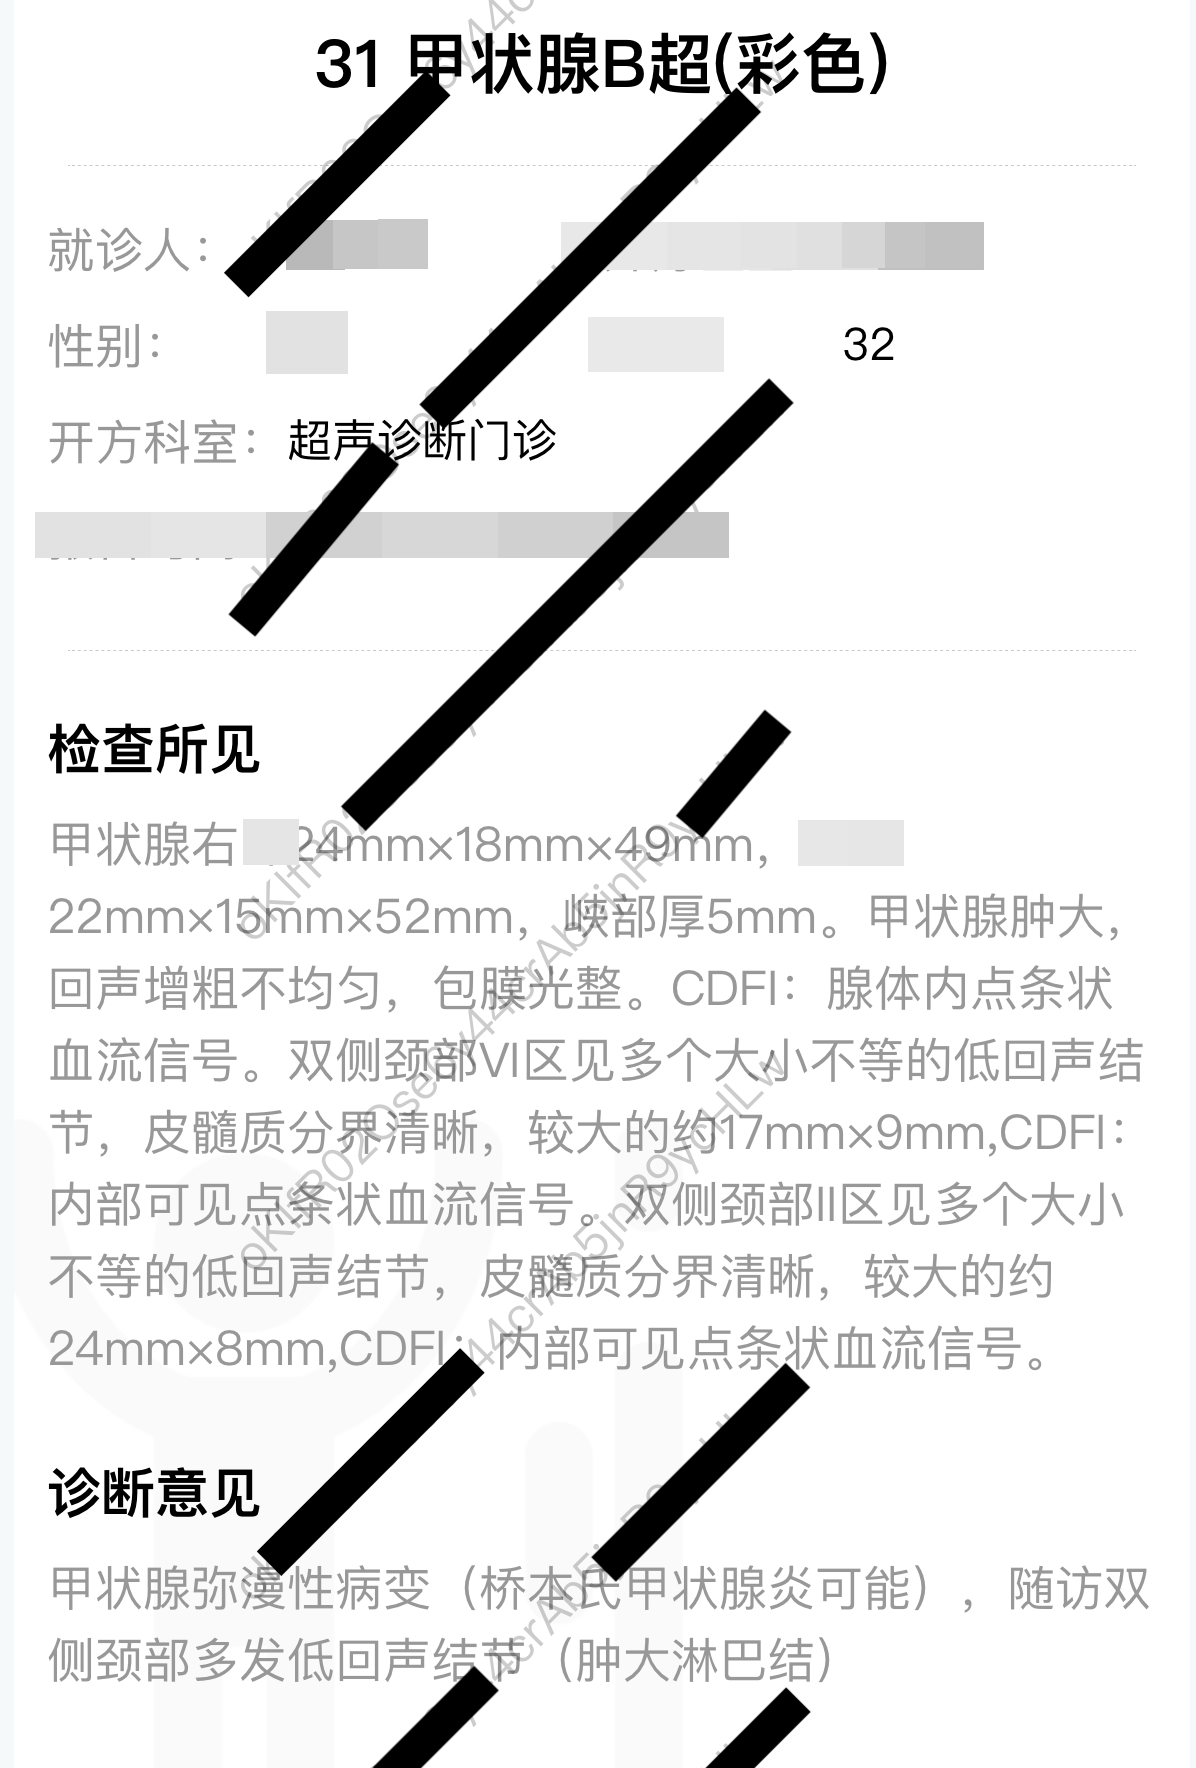 31 甲状腺B超(彩色)
就诊人：
性别： 32
开方科室：超声诊断门诊
检查所见
甲状腺右 24mm×18mm×49mm，
22mm×15mm×52mm，峡部厚5mm。甲状腺肿大，
回声增粗不均匀，包膜光整。CDFI：腺体内点条状
血流信号。双侧颈部VI区见多个大小不等的低回声结
节，皮髓质分界清晰，较大的约17mm×9mm,CDFI：
内部可见点条状血流信号。双侧颈部II区见多个大小
不等的低回声结节，皮髓质分界清晰，较大的约
24mm×8mm,CDFI：内部可见点条状血流信号。
诊断意见
甲状腺弥漫性病变（桥本氏甲状腺炎可能），随访双
侧颈部多发低回声结节（肿大淋巴结）